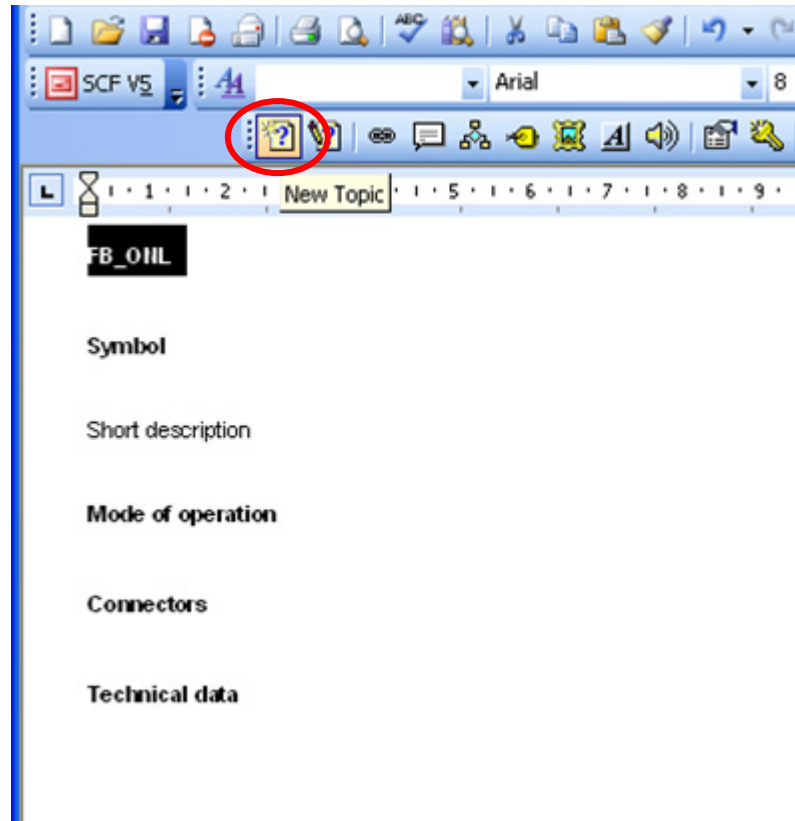 ABC
SCF V5 Arial 8
New Topic
1 2 5 6 7 8 9
FB_ONL
Symbol
Short description
Mode of operation
Connectors
Technical data